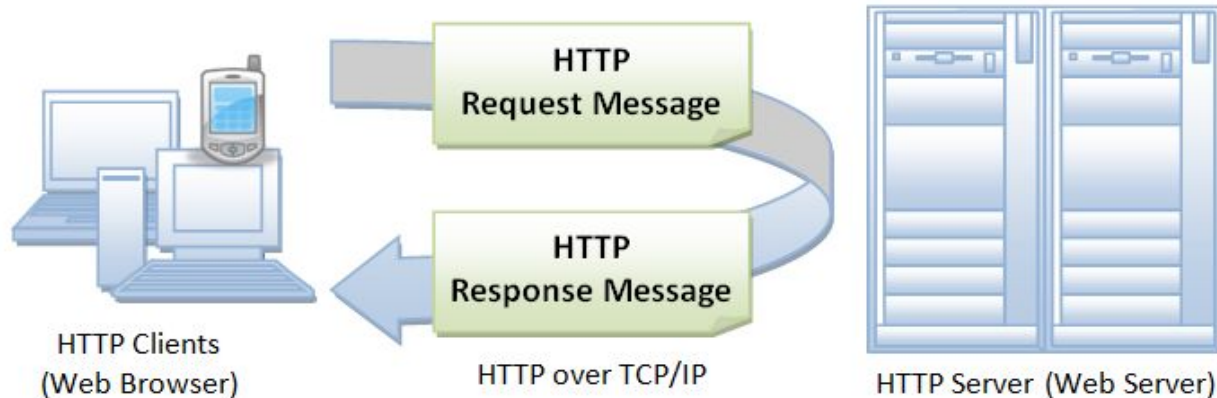 HTTP
Request Message
HTTP
Response Message
HTTP Clients
(Web Browser)
HTTP over TCP/IP
HTTP Server (Web Server)